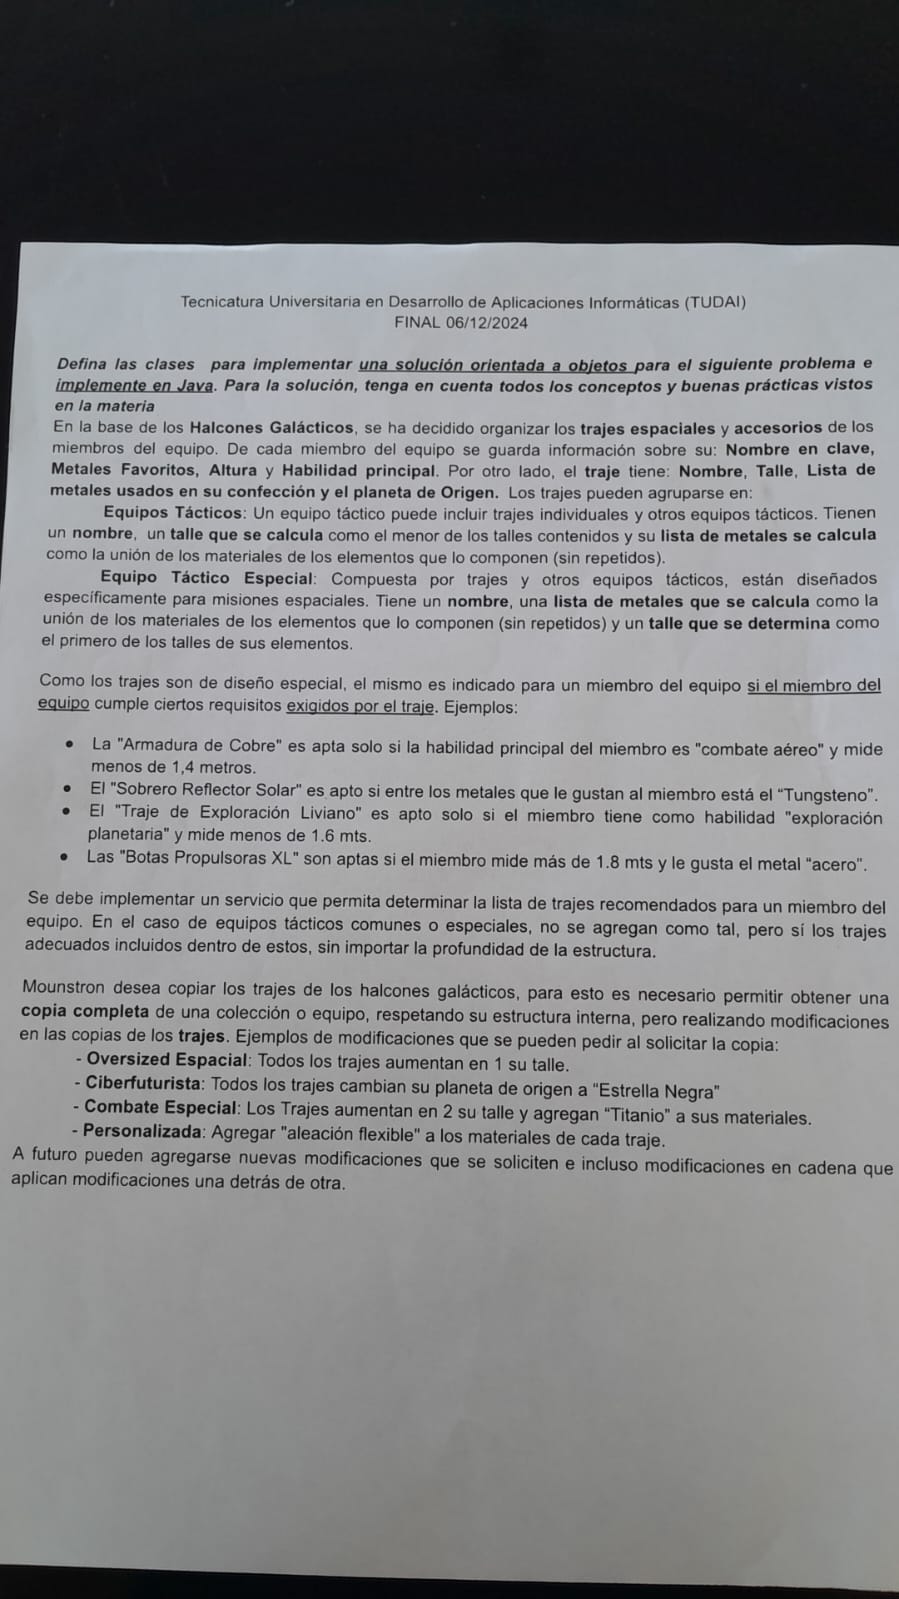 Tecnicatura Universitaria en Desarrollo de Aplicaciones Informáticas (TUDAI)
FINAL 06/12/2024
Defina las clases para implementar una solución orientada a objetos para el siguiente problema e
implemente en Java. Para la solución, tenga en cuenta todos los conceptos y buenas prácticas vistos
en la materia
En la base de los Halcones Galácticos, se ha decidido organizar los trajes espaciales y accesorios de los
miembros del equipo. De cada miembro del equipo se guarda información sobre su: Nombre en clave,
Metales Favoritos, Altura y Habilidad principal. Por otro lado, el traje tiene: Nombre, Talle, Lista de
metales usados en su confección y el planeta de Origen. Los trajes pueden agruparse en:
Equipos Tácticos: Un equipo táctico puede incluir trajes individuales y otros equipos tácticos. Tienen
un nombre, un talle que se calcula como el menor de los talles contenidos y su lista de metales se calcula
como la unión de los materiales de los elementos que lo componen (sin repetidos).
Equipo Táctico Especial: Compuesta por trajes y otros equipos tácticos, están diseñados
específicamente para misiones espaciales. Tiene un nombre, una lista de metales que se calcula como la
unión de los materiales de los elementos que lo componen (sin repetidos) y un talle que se determina como
el primero de los talles de sus elementos.
Como los trajes son de diseño especial, el mismo es indicado para un miembro del equipo si el miembro del
equipo cumple ciertos requisitos exigidos por el traje. Ejemplos:
• La "Armadura de Cobre" es apta solo si la habilidad principal del miembro es "combate aéreo" y mide
menos de 1,4 metros.
• El "Sobrero Reflector Solar" es apto si entre los metales que le gustan al miembro está el "Tungsteno".
• El "Traje de Exploración Liviano" es apto solo si el miembro tiene como habilidad "exploración
planetaria" y mide menos de 1.6 mts.
• Las "Botas Propulsoras XL" son aptas si el miembro mide más de 1.8 mts y le gusta el metal "acero".
Se debe implementar un servicio que permita determinar la lista de trajes recomendados para un miembro del
equipo. En el caso de equipos tácticos comunes o especiales, no se agregan como tal, pero sí los trajes
adecuados incluidos dentro de estos, sin importar la profundidad de la estructura.
Mounstron desea copiar los trajes de los halcones galácticos, para esto es necesario permitir obtener una
copia completa de una colección o equipo, respetando su estructura interna, pero realizando modificaciones
en las copias de los trajes. Ejemplos de modificaciones que se pueden pedir al solicitar la copia:
- Oversized Espacial: Todos los trajes aumentan en 1 su talle.
- Ciberfuturista: Todos los trajes cambian su planeta de origen a "Estrella Negra"
- Combate Especial: Los Trajes aumentan en 2 su talle y agregan "Titanio" a sus materiales.
- Personalizada: Agregar "aleación flexible" a los materiales de cada traje.
A futuro pueden agregarse nuevas modificaciones que se soliciten e incluso modificaciones en cadena que
aplican modificaciones una detrás de otra.